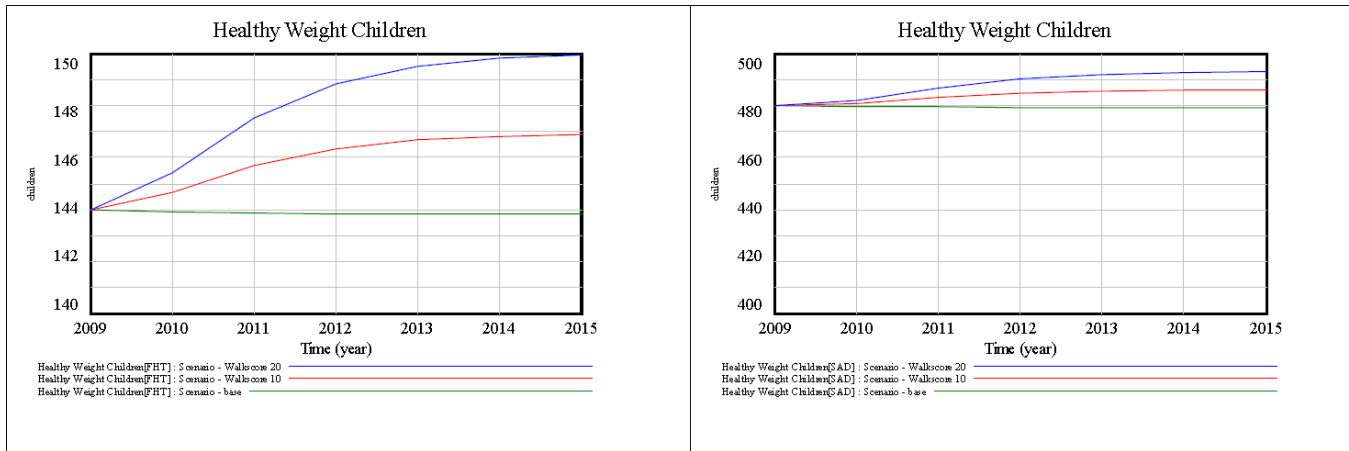 Healthy Weight Children
150
148
146
144
142
140
children
2009 2010 2011 2012 2013 2014 2015
Time (year)
Healthy Weight Children[FHT] : Scenario - Walkscore 20
Healthy Weight Children[FHT] : Scenario - Walkscore 10
Healthy Weight Children[FHT] : Scenario - base
Healthy Weight Children
500
480
460
440
420
400
children
2009 2010 2011 2012 2013 2014 2015
Time (year)
Healthy Weight Children[SAD] : Scenario - Walkscore 20
Healthy Weight Children[SAD] : Scenario - Walkscore 10
Healthy Weight Children[SAD] : Scenario - base